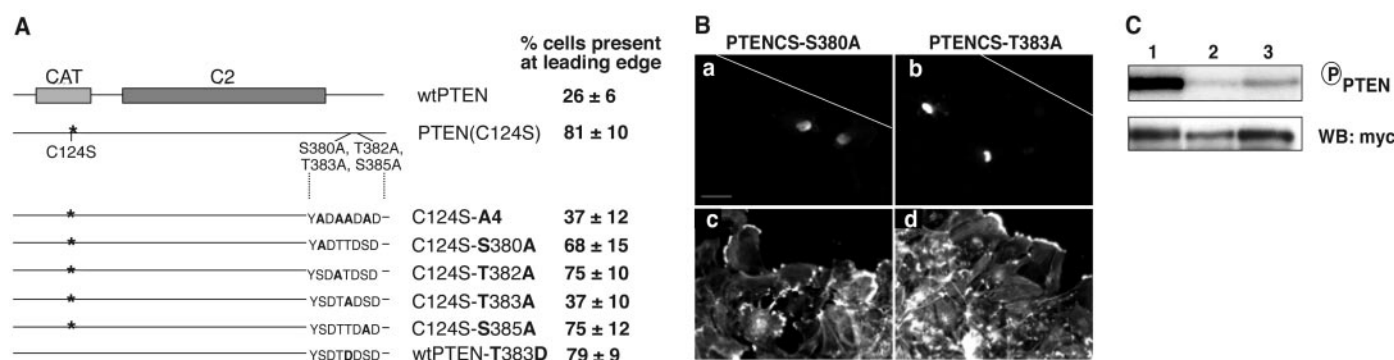 A
% cells present
at leading edge
CAT
C2
wtPTEN
26 ± 6
*
PTEN(C124S)
81 ± 10
C124S
S380A, T382A,
T383A, S385A
* YADAADAD– C124S-A4 37 ± 12
* YADTTDSD– C124S-S380A 68 ± 15
* YSDATDSD– C124S-T382A 75 ± 10
* YSDTADSD– C124S-T383A 37 ± 10
* YSDTTDAD– C124S-S385A 75 ± 12
YSDTDDSD– wtPTEN-T383D 79 ± 9
B
PTENCS-S380A PTENCS-T383A
a b
c d
C
1 2 3
P PTEN
WB: myc